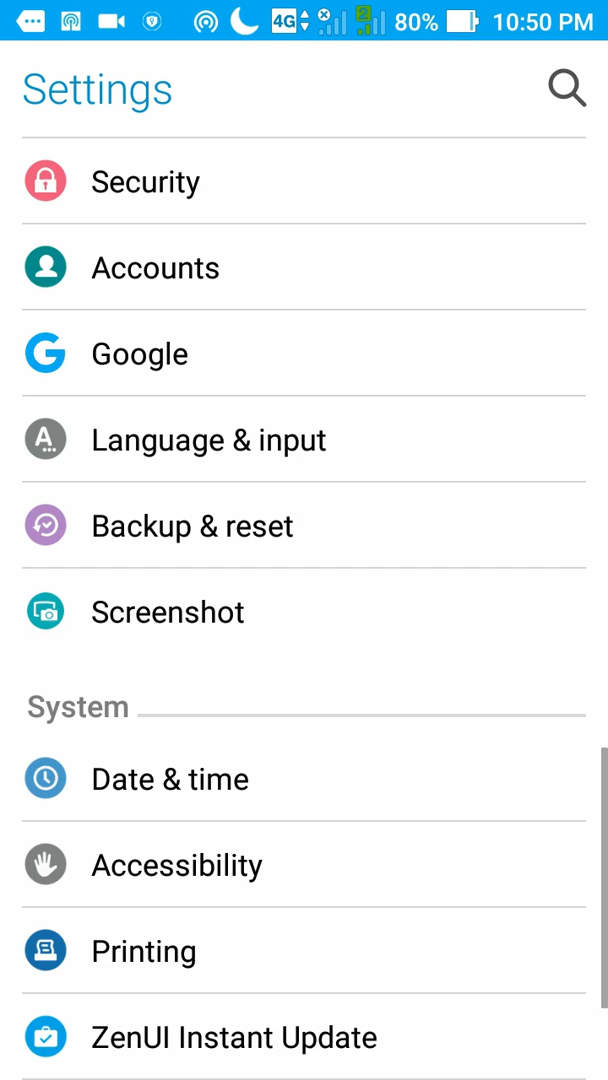 4G 2 80% 10:50 PM
Settings
Security
Accounts
Google
Language & input
Backup & reset
Screenshot
System
Date & time
Accessibility
Printing
ZenUI Instant Update